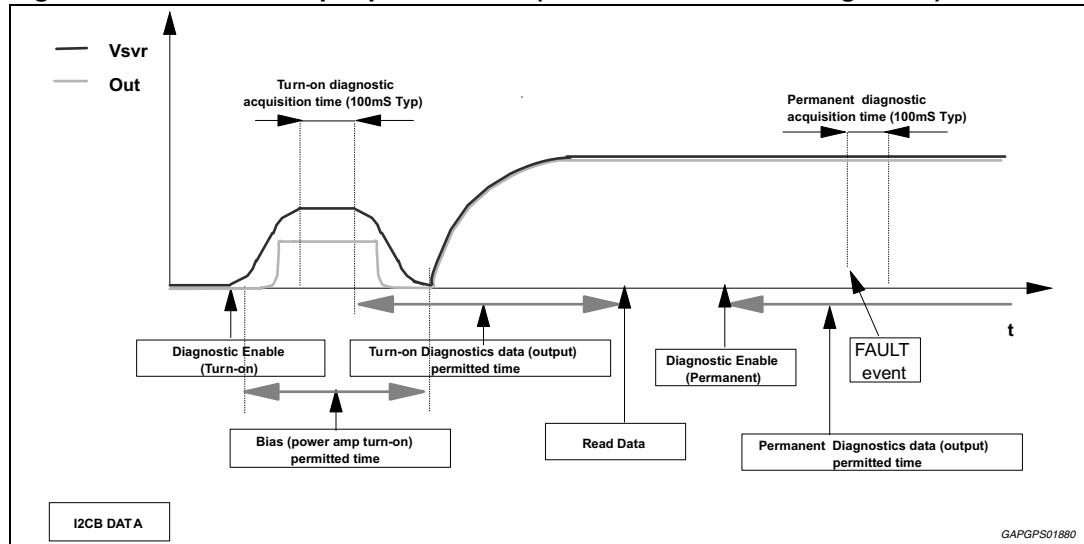 Vsvr
Out
Turn-on diagnostic
acquisition time (100mS Typ)
Permanent diagnostic
acquisition time (100mS Typ)
t
Diagnostic Enable
(Turn-on)
Turn-on Diagnostics data (output)
permitted time
Diagnostic Enable
(Permanent)
FAULT
event
Bias (power amp turn-on)
permitted time
Read Data
Permanent Diagnostics data (output)
permitted time
I2CB DATA
GAPGPS01880